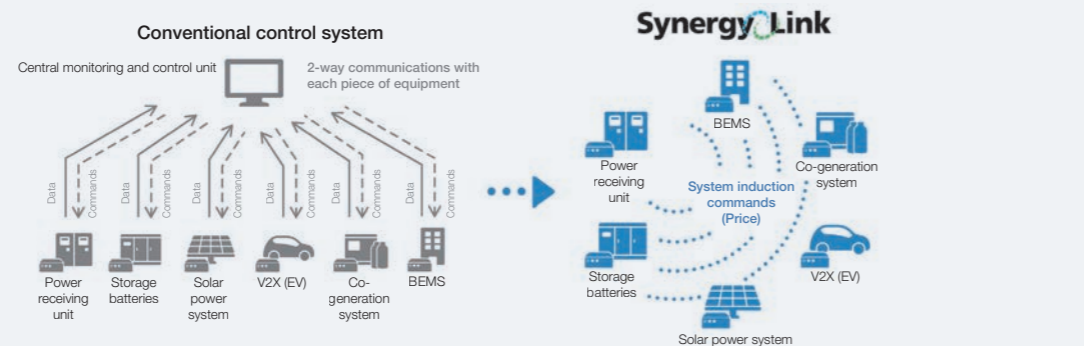 Conventional control system
Central monitoring and control unit
2-way communications with
each piece of equipment
Data
Commands
Data
Commands
Data
Commands
Data
Commands
Data
Commands
Data
Commands
Power
receiving
unit
Storage
batteries
Solar
power
system
V2X (EV)
Co-
generation
system
BEMS
Synergy Link
BEMS
Power
receiving
unit
Co-generation
system
System induction
commands
(Price)
Storage
batteries
V2X (EV)
Solar power system